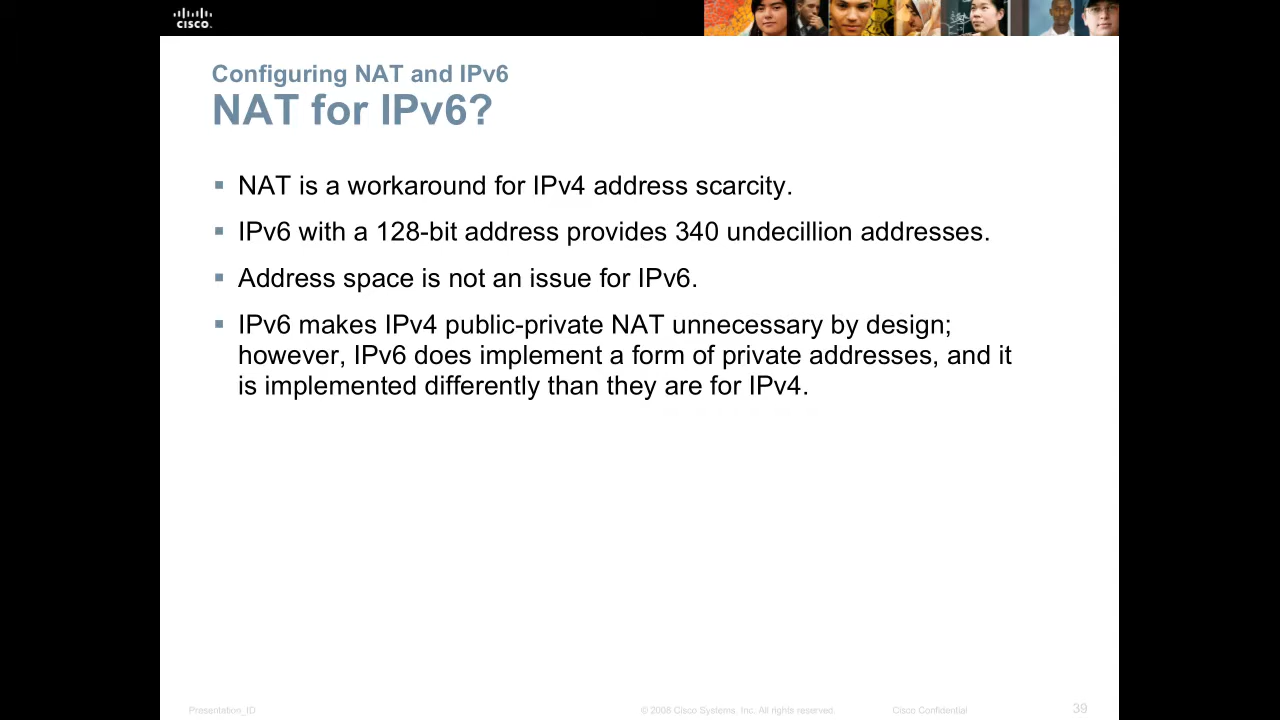 CISCO.
Configuring NAT and IPv6
NAT for IPv6?
▪ NAT is a workaround for IPv4 address scarcity.
▪ IPv6 with a 128-bit address provides 340 undecillion addresses.
▪ Address space is not an issue for IPv6.
▪ IPv6 makes IPv4 public-private NAT unnecessary by design;
however, IPv6 does implement a form of private addresses, and it
is implemented differently than they are for IPv4.
Presentation_ID © 2008 Cisco Systems, Inc. All rights reserved. Cisco Confidential 39